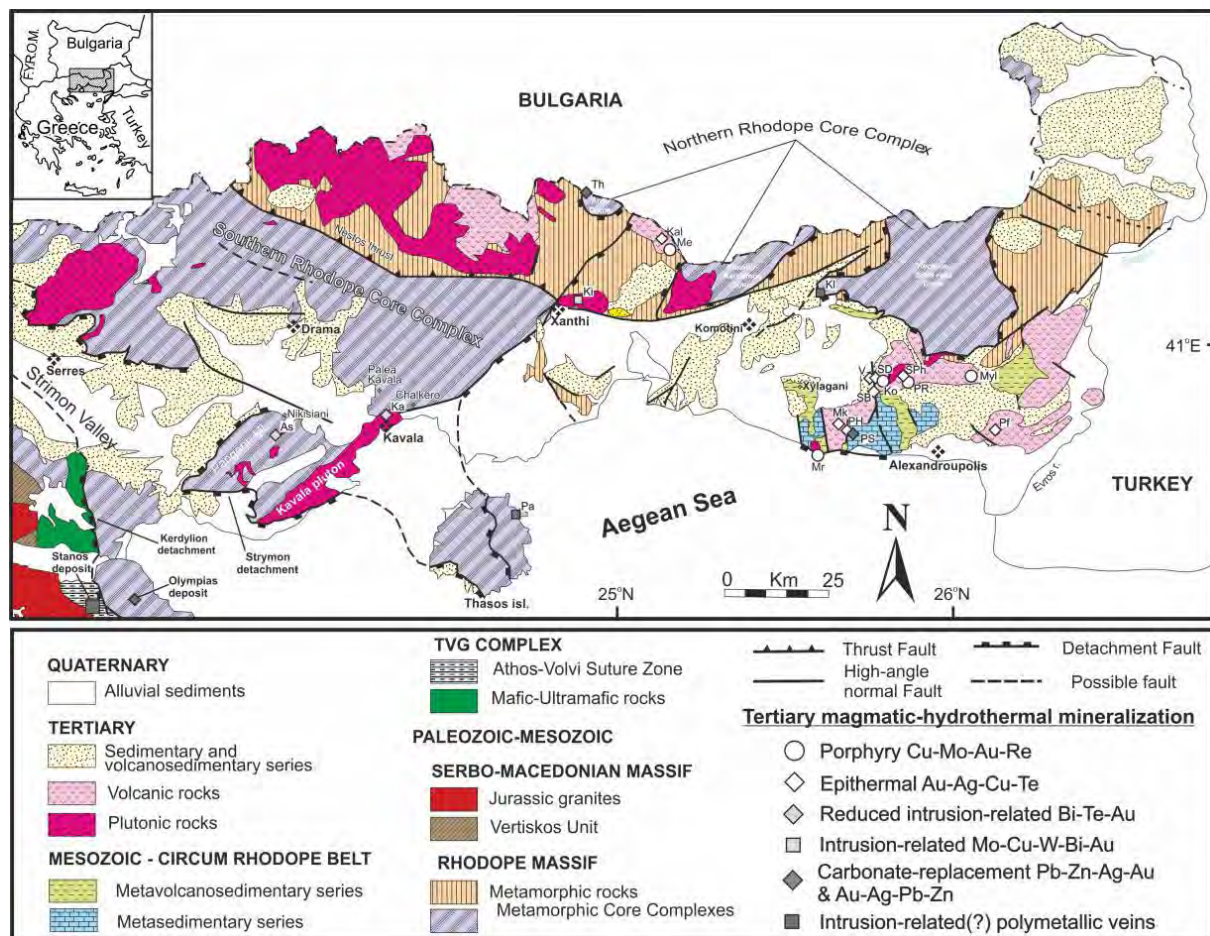 F.Y.R.O.M.
Bulgaria
Greece
Turkey
BULGARIA
Northern Rhodope Core Complex
Th
Kal
Me
Nestos thrust
Southern Rhodope Core Complex
Ki
Xanthi
Komotini
Kl
Drama
Serres
Strimon Valley
Palea
Kavala
Chalkero
Ka
Kavala
Nikisiani
As
Kavala pluton
41°E
V
SD
SPh
Ko
PR
SB
Myl
Xylagani
Mk
PH
PS
Pf
Mr
Alexandroupolis
Evros r.
TURKEY
Aegean Sea
N
Pa
Kerdylion
detachment
Strymon
detachment
Stanos
deposit
Olympias
deposit
Thasos isl.
0 Km 25
25°N
26°N
QUATERNARY
Alluvial sediments
TERTIARY
Sedimentary and
volcanosedimentary series
Volcanic rocks
Plutonic rocks
MESOZOIC - CIRCUM RHODOPE BELT
Metavolcanosedimentary series
Metasedimentary series
TVG COMPLEX
Athos-Volvi Suture Zone
Mafic-Ultramafic rocks
PALEOZOIC-MESOZOIC
SERBO-MACEDONIAN MASSIF
Jurassic granites
Vertiskos Unit
RHODOPE MASSIF
Metamorphic rocks
Metamorphic Core Complexes
Thrust Fault
Detachment Fault
High-angle
normal Fault
Possible fault
Tertiary magmatic-hydrothermal mineralization
Porphyry Cu-Mo-Au-Re
Epithermal Au-Ag-Cu-Te
Reduced intrusion-related Bi-Te-Au
Intrusion-related Mo-Cu-W-Bi-Au
Carbonate-replacement Pb-Zn-Ag-Au
& Au-Ag-Pb-Zn
Intrusion-related(?) polymetallic veins